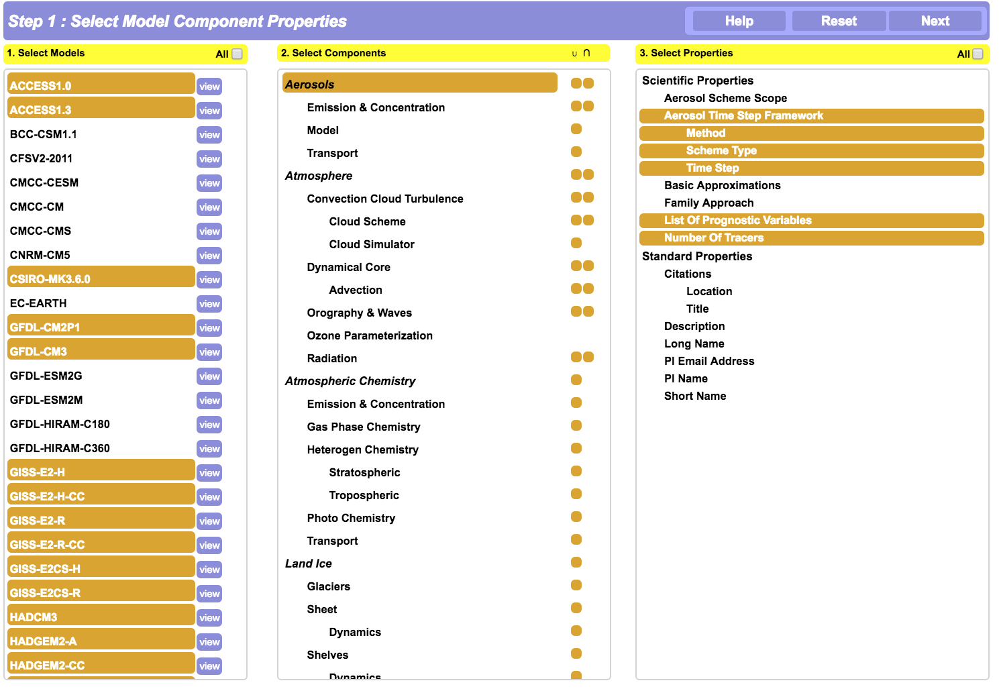 Step 1 : Select Model Component Properties
Help
Reset
Next
1. Select Models
All
ACCESS1.0 view
ACCESS1.3 view
BCC-CSM1.1 view
CFSV2-2011 view
CMCC-CESM view
CMCC-CM view
CMCC-CMS view
CNRM-CM5 view
CSIRO-MK3.6.0 view
EC-EARTH view
GFDL-CM2P1 view
GFDL-CM3 view
GFDL-ESM2G view
GFDL-ESM2M view
GFDL-HIRAM-C180 view
GFDL-HIRAM-C360 view
GISS-E2-H view
GISS-E2-H-CC view
GISS-E2-R view
GISS-E2-R-CC view
GISS-E2CS-H view
GISS-E2CS-R view
HADCM3 view
HADGEM2-A view
HADGEM2-CC view
2. Select Components
∪ ∩
Aerosols
Emission & Concentration
Model
Transport
Atmosphere
Convection Cloud Turbulence
Cloud Scheme
Cloud Simulator
Dynamical Core
Advection
Orography & Waves
Ozone Parameterization
Radiation
Atmospheric Chemistry
Emission & Concentration
Gas Phase Chemistry
Heterogen Chemistry
Stratospheric
Tropospheric
Photo Chemistry
Transport
Land Ice
Glaciers
Sheet
Dynamics
Shelves
Dynamics
3. Select Properties
All
Scientific Properties
Aerosol Scheme Scope
Aerosol Time Step Framework
Method
Scheme Type
Time Step
Basic Approximations
Family Approach
List Of Prognostic Variables
Number Of Tracers
Standard Properties
Citations
Location
Title
Description
Long Name
PI Email Address
PI Name
Short Name